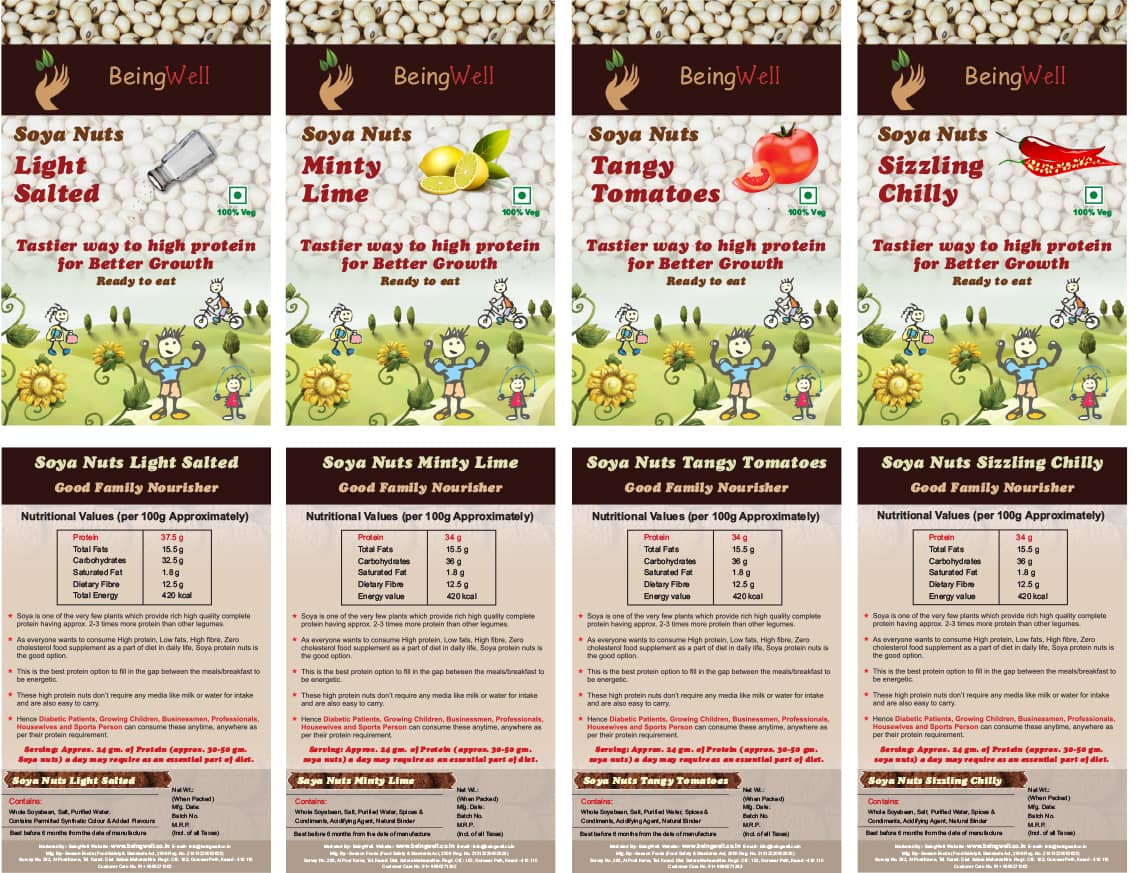 BeingWell
Soya Nuts
Light
Salted
100% Veg
Tastier way to high protein
for Better Growth
Ready to eat
BeingWell
Soya Nuts
Minty
Lime
100% Veg
Tastier way to high protein
for Better Growth
Ready to eat
BeingWell
Soya Nuts
Tangy
Tomatoes
100% Veg
Tastier way to high protein
for Better Growth
Ready to eat
BeingWell
Soya Nuts
Sizzling
Chilly
100% Veg
Tastier way to high protein
for Better Growth
Ready to eat
Soya Nuts Light Salted
Good Family Nourisher
Nutritional Values (per 100g Approximately)
Protein 37.5 g
Total Fats 15.5 g
Carbohydrates 32.5 g
Saturated Fat 1.8 g
Dietary Fibre 12.5 g
Total Energy 420 kcal
Soya is one of the very few plants which provide rich high quality complete
protein having approx. 2-3 times more protein than other legumes.
As everyone wants to consume High protein, Low fats, High fibre, Zero
cholesterol food supplement as a part of diet in daily life, Soya protein nuts is
the good option.
This is the best protein option to fill in the gap between the meals/breakfast to
be energetic.
These high protein nuts don't require any media like milk or water for intake
and are also easy to carry.
Hence Diabetic Patients, Growing Children, Businessmen, Professionals,
Housewives and Sports Person can consume these anytime, anywhere as
per their protein requirement.
Serving: Approx. 24 gm. of Protein (approx. 30-50 gm.
soya nuts) a day may require as an essential part of diet.
Soya Nuts Light Salted
Contains:
Whole Soyabean, Salt, Purified Water.
Contains Permitted Synthetic Colour & Added Flavours
Best before 6 months from the date of manufacture
Net Wt.:
(When Packed)
Mfg. Date:
Batch No.
M.R.P.
(Incl. of all Taxes)
Soya Nuts Minty Lime
Good Family Nourisher
Nutritional Values (per 100g Approximately)
Protein 34 g
Total Fats 15.5 g
Carbohydrates 36 g
Saturated Fat 1.8 g
Dietary Fibre 12.5 g
Energy value 420 kcal
Soya is one of the very few plants which provide rich high quality complete
protein having approx. 2-3 times more protein than other legumes.
As everyone wants to consume High protein, Low fats, High fibre, Zero
cholesterol food supplement as a part of diet in daily life, Soya protein nuts is
the good option.
This is the best protein option to fill in the gap between the meals/breakfast to
be energetic.
These high protein nuts don't require any media like milk or water for intake
and are also easy to carry.
Hence Diabetic Patients, Growing Children, Businessmen, Professionals,
Housewives and Sports Person can consume these anytime, anywhere as
per their protein requirement.
Serving: Approx. 24 gm. of Protein (approx. 30-50 gm.
soya nuts) a day may require as an essential part of diet.
Soya Nuts Minty Lime
Contains:
Whole Soyabean, Salt, Purified Water, Spices &
Condiments, Acidifying Agent, Natural Binder
Best before 6 months from the date of manufacture
Net Wt.:
(When Packed)
Mfg. Date:
Batch No.
M.R.P.
(Incl. of all Taxes)
Soya Nuts Tangy Tomatoes
Good Family Nourisher
Nutritional Values (per 100g Approximately)
Protein 34 g
Total Fats 15.5 g
Carbohydrates 36 g
Saturated Fat 1.8 g
Dietary Fibre 12.5 g
Energy value 420 kcal
Soya is one of the very few plants which provide rich high quality complete
protein having approx. 2-3 times more protein than other legumes.
As everyone wants to consume High protein, Low fats, High fibre, Zero
cholesterol food supplement as a part of diet in daily life, Soya protein nuts is
the good option.
This is the best protein option to fill in the gap between the meals/breakfast to
be energetic.
These high protein nuts don't require any media like milk or water for intake
and are also easy to carry.
Hence Diabetic Patients, Growing Children, Businessmen, Professionals,
Housewives and Sports Person can consume these anytime, anywhere as
per their protein requirement.
Serving: Approx. 24 gm. of Protein (approx. 30-50 gm.
soya nuts) a day may require as an essential part of diet.
Soya Nuts Tangy Tomatoes
Contains:
Whole Soyabean, Salt, Purified Water, Spices &
Condiments, Acidifying Agent, Natural Binder
Best before 6 months from the date of manufacture
Net Wt.:
(When Packed)
Mfg. Date:
Batch No.
M.R.P.
(Incl. of all Taxes)
Soya Nuts Sizzling Chilly
Good Family Nourisher
Nutritional Values (per 100g Approximately)
Protein 34 g
Total Fats 15.5 g
Carbohydrates 36 g
Saturated Fat 1.8 g
Dietary Fibre 12.5 g
Energy value 420 kcal
Soya is one of the very few plants which provide rich high quality complete
protein having approx. 2-3 times more protein than other legumes.
As everyone wants to consume High protein, Low fats, High fibre, Zero
cholesterol food supplement as a part of diet in daily life, Soya protein nuts is
the good option.
This is the best protein option to fill in the gap between the meals/breakfast to
be energetic.
These high protein nuts don't require any media like milk or water for intake
and are also easy to carry.
Hence Diabetic Patients, Growing Children, Businessmen, Professionals,
Housewives and Sports Person can consume these anytime, anywhere as
per their protein requirement.
Serving: Approx. 24 gm. of Protein (approx. 30-50 gm.
soya nuts) a day may require as an essential part of diet.
Soya Nuts Sizzling Chilly
Contains:
Whole Soyabean, Salt, Purified Water, Spices &
Condiments, Acidifying Agent, Natural Binder
Best before 6 months from the date of manufacture
Net Wt.:
(When Packed)
Mfg. Date:
Batch No.
M.R.P.
(Incl. of all Taxes)